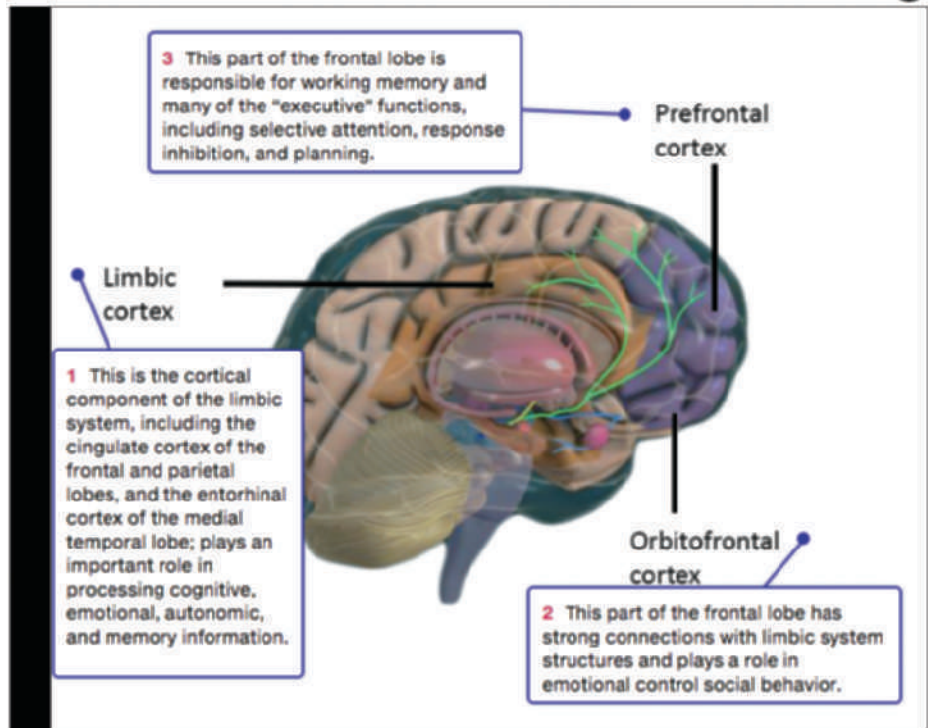 3 This part of the frontal lobe is
responsible for working memory and
many of the "executive" functions,
including selective attention, response
inhibition, and planning.
Prefrontal
cortex
Limbic
cortex
1 This is the cortical
component of the limbic
system, including the
cingulate cortex of the
frontal and parietal
lobes, and the entorhinal
cortex of the medial
temporal lobe; plays an
important role in
processing cognitive,
emotional, autonomic,
and memory information.
Orbitofrontal
cortex
2 This part of the frontal lobe has
strong connections with limbic system
structures and plays a role in
emotional control social behavior.